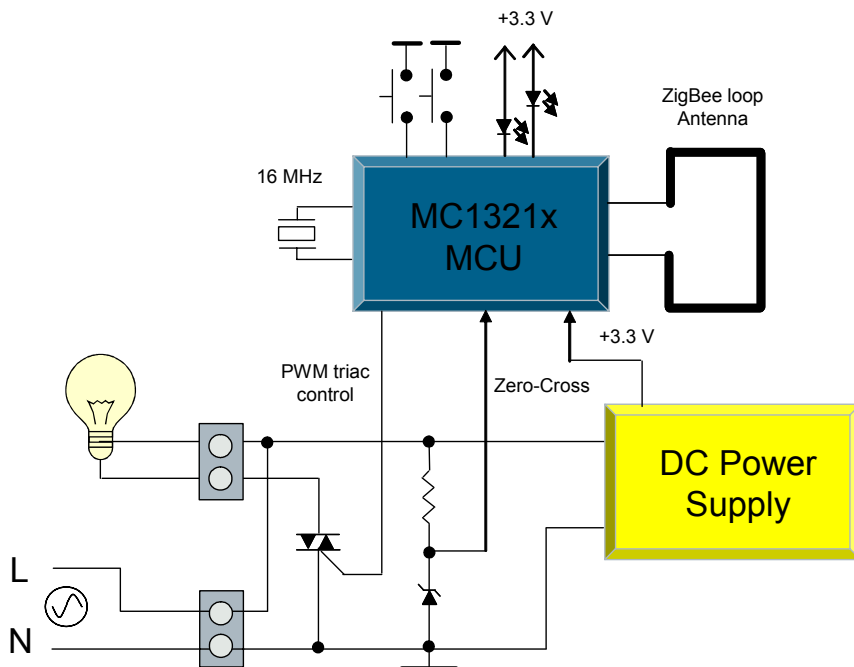 +3.3 V
ZigBee loop
Antenna
16 MHz
MC1321x
MCU
+3.3 V
PWM triac
control
Zero-Cross
DC Power
Supply
L
N